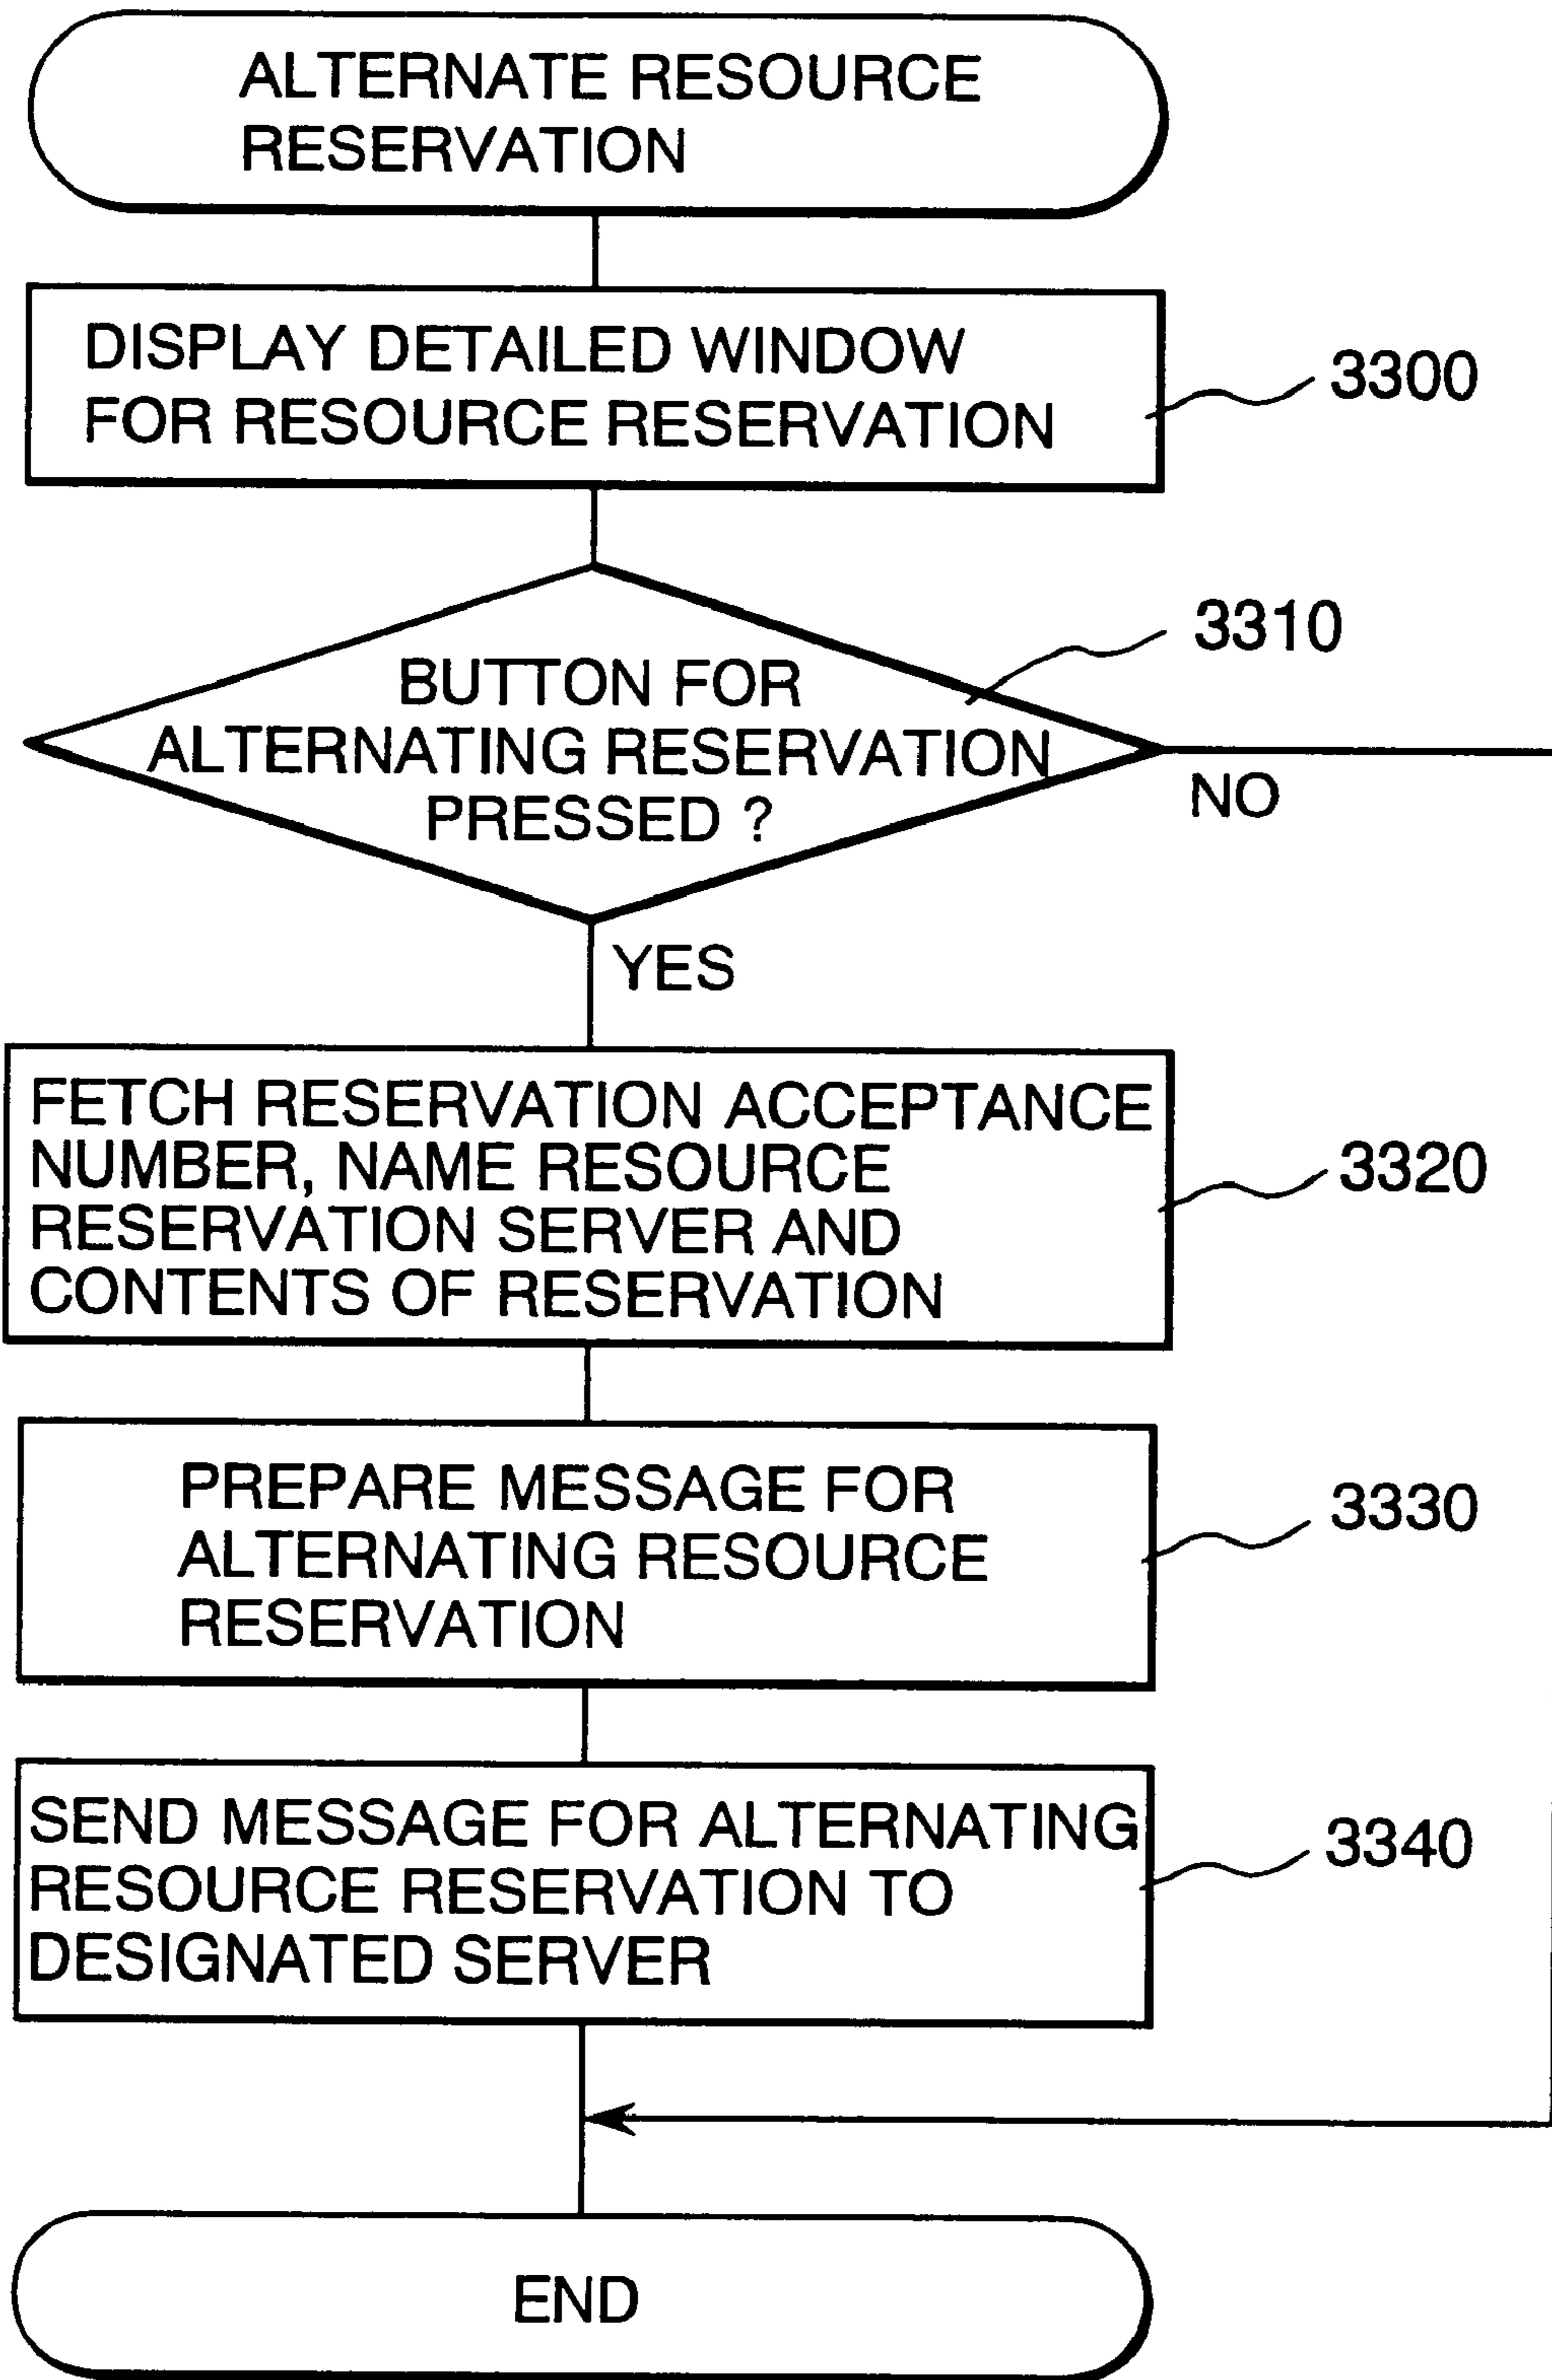 ALTERNATE RESOURCE
RESERVATION
DISPLAY DETAILED WINDOW
FOR RESOURCE RESERVATION
3300
3310
BUTTON FOR
ALTERNATING RESERVATION
PRESSED ?
NO
YES
FETCH RESERVATION ACCEPTANCE
NUMBER, NAME RESOURCE
RESERVATION SERVER AND
CONTENTS OF RESERVATION
3320
PREPARE MESSAGE FOR
ALTERNATING RESOURCE
RESERVATION
3330
SEND MESSAGE FOR ALTERNATING
RESOURCE RESERVATION TO
DESIGNATED SERVER
3340
END